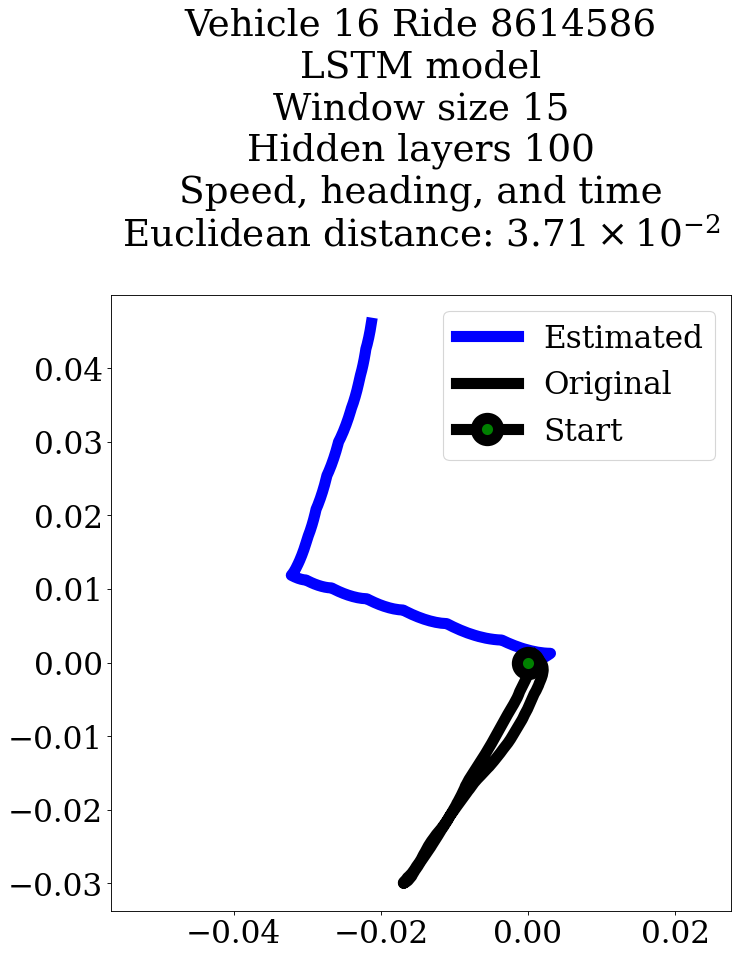 Vehicle 16 Ride 8614586
LSTM model
Window size 15
Hidden layers 100
Speed, heading, and time
Euclidean distance: 3.71 × 10⁻²
Estimated
Original
Start
0.04
0.03
0.02
0.01
0.00
−0.01
−0.02
−0.03
−0.04 −0.02 0.00 0.02